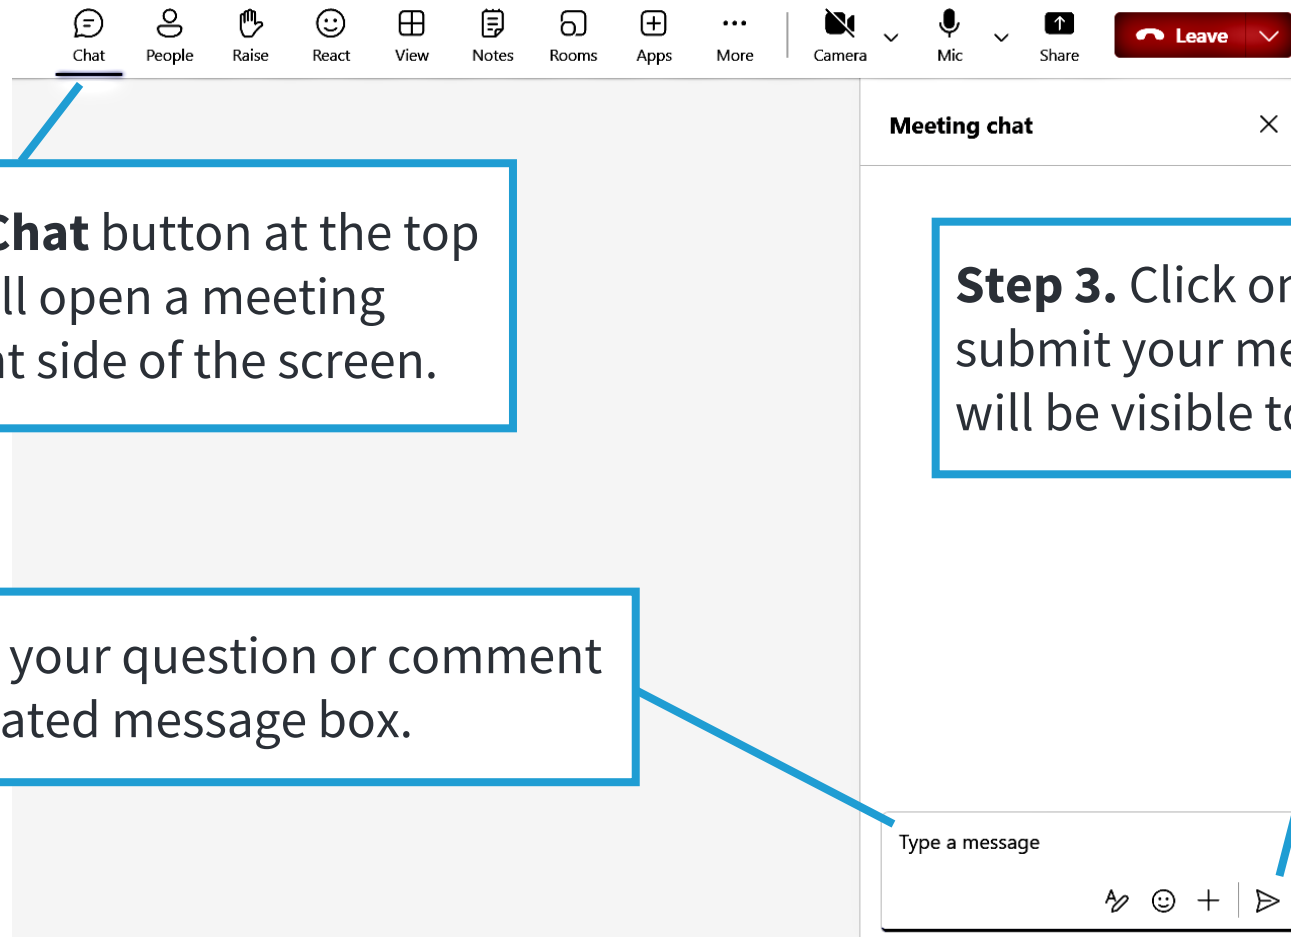 Chat People Raise React View Notes Rooms Apps More Camera Mic Share Leave
Meeting chat
Chat button at the top
ll open a meeting
nt side of the screen.
Step 3. Click on
submit your me
will be visible to
your question or comment
ated message box.
Type a message